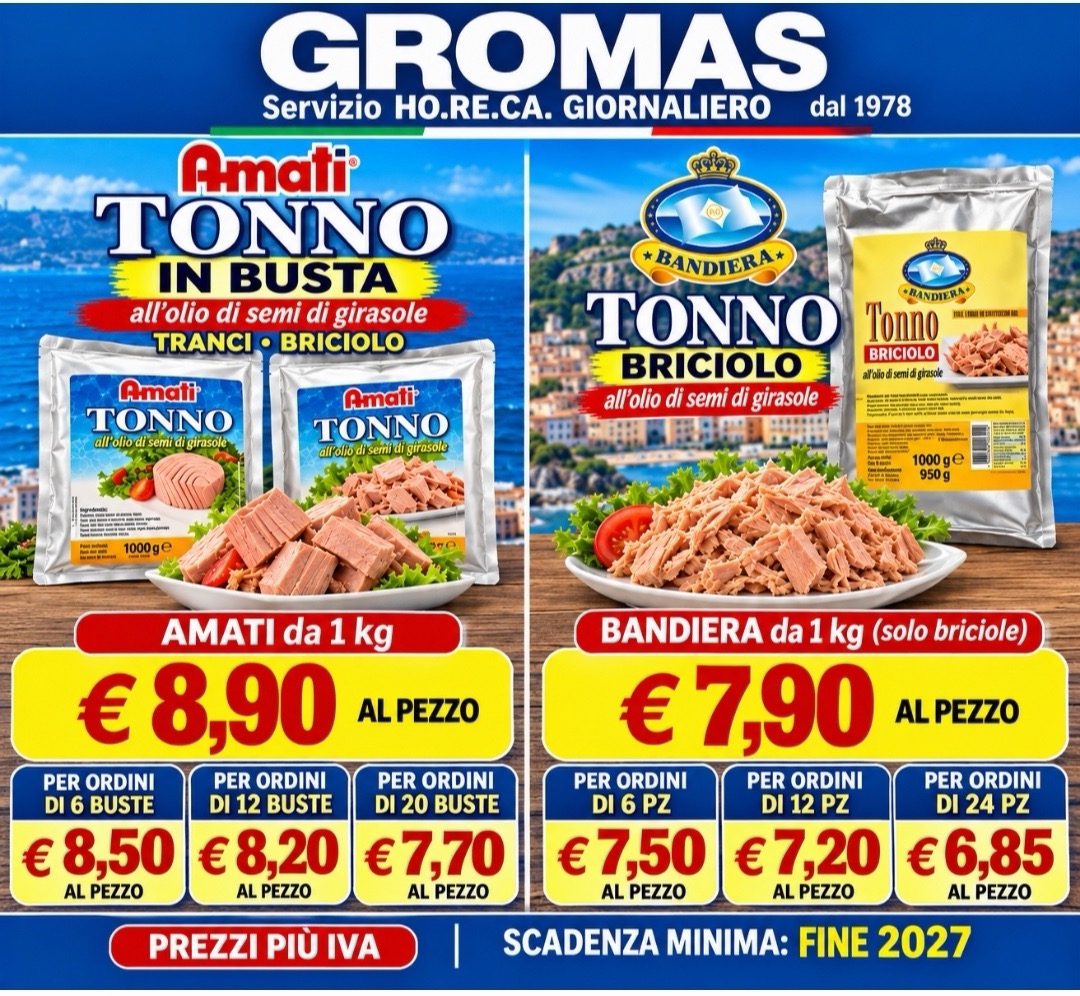 GROMAS
Servizio HO.RE.CA. GIORNALIERO dal 1978
Amati®
TONNO
IN BUSTA
all'olio di semi di girasole
TRANCI • BRICIOLO
Amati
TONNO
all'olio di semi di girasole
Ingredienti:
1000 g e
Amati
TONNO
all'olio di semi di girasole
BANDIERA
TONNO
BRICIOLO
all'olio di semi di girasole
BANDIERA
Tonno
BRICIOLO
all'olio di semi di girasole
1000 g e
950 g
AMATI da 1 kg
€ 8,90 AL PEZZO
PER ORDINI
DI 6 BUSTE
€ 8,50
AL PEZZO
PER ORDINI
DI 12 BUSTE
€ 8,20
AL PEZZO
PER ORDINI
DI 20 BUSTE
€ 7,70
AL PEZZO
BANDIERA da 1 kg (solo briciole)
€ 7,90 AL PEZZO
PER ORDINI
DI 6 PZ
€ 7,50
AL PEZZO
PER ORDINI
DI 12 PZ
€ 7,20
AL PEZZO
PER ORDINI
DI 24 PZ
€ 6,85
AL PEZZO
PREZZI PIÙ IVA
SCADENZA MINIMA: FINE 2027